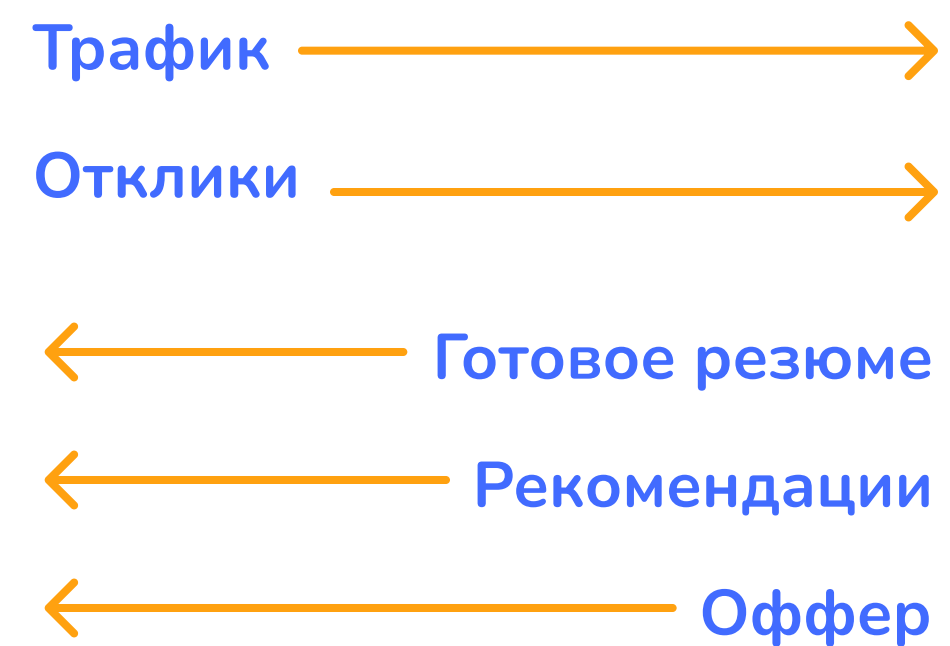 Трафик
Отклики
Готовое резюме
Рекомендации
Оффер